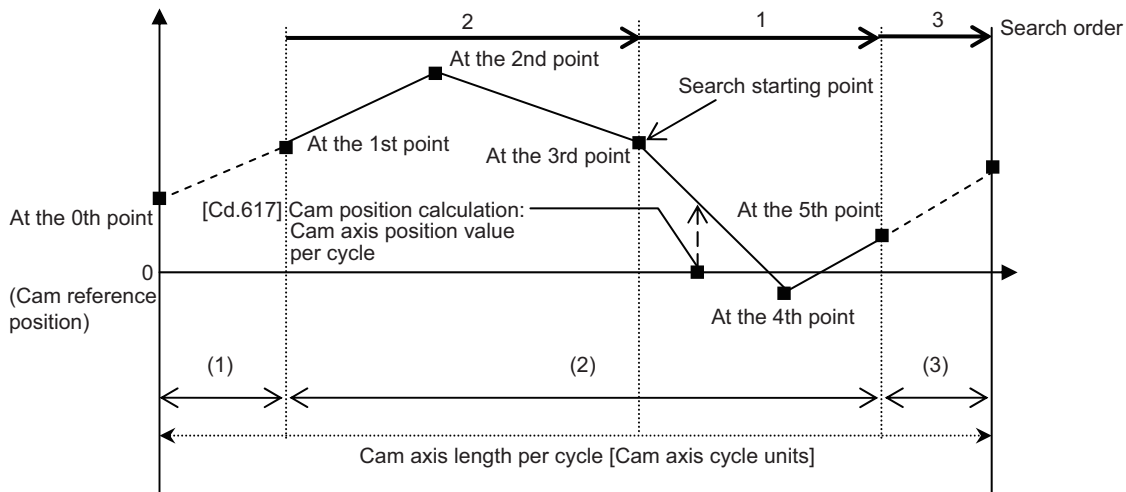 2
1
3
Search order
At the 2nd point
Search starting point
At the 1st point
At the 3rd point
At the 0th point
[Cd.617] Cam position calculation:
Cam axis position value
per cycle
At the 5th point
0
(Cam reference
position)
At the 4th point
(1)
(2)
(3)
Cam axis length per cycle [Cam axis cycle units]